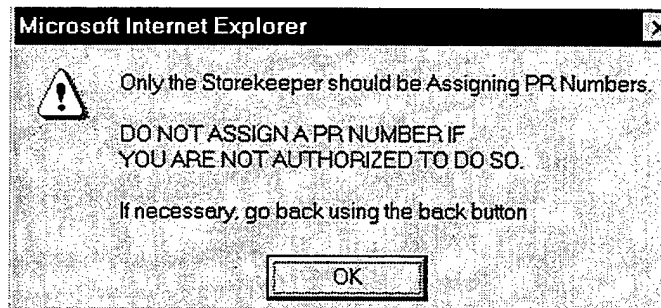 Microsoft Internet Explorer
Only the Storekeeper should be Assigning PR Numbers.
DO NOT ASSIGN A PR NUMBER IF
YOU ARE NOT AUTHORIZED TO DO SO.
If necessary, go back using the back button
OK